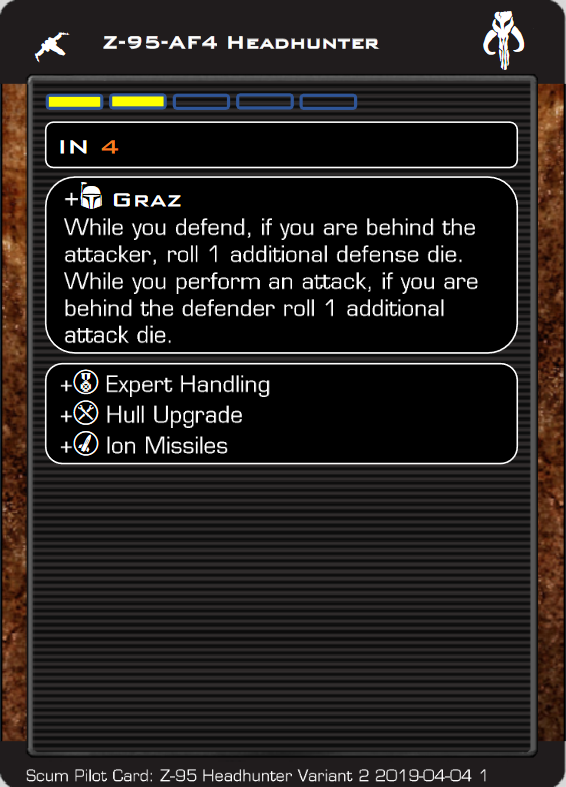 Z-95-AF4 Headhunter
IN 4
+ Graz
While you defend, if you are behind the
attacker, roll 1 additional defense die.
While you perform an attack, if you are
behind the defender roll 1 additional
attack die.
+ Expert Handling
+ Hull Upgrade
+ Ion Missiles
Scum Pilot Card: Z-95 Headhunter Variant 2 2019-04-04 1